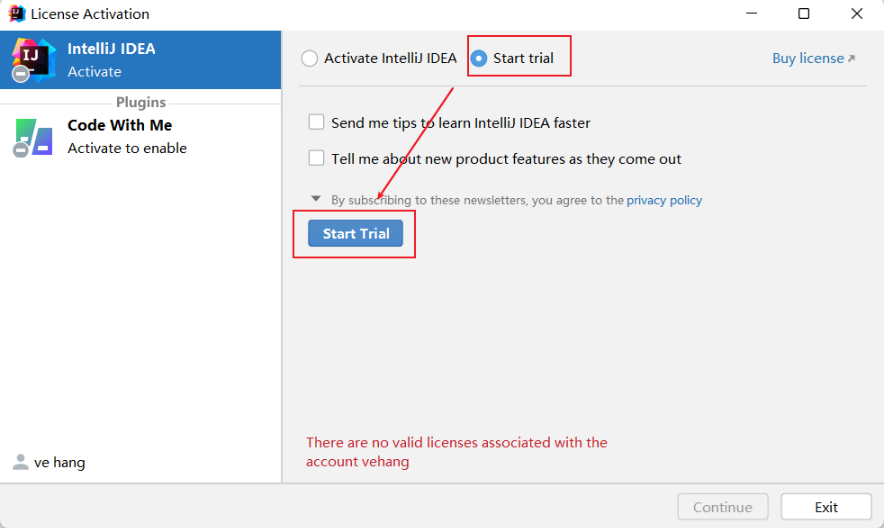 License Activation
IJ
IntelliJ IDEA
Activate
Plugins
Code With Me
Activate to enable
ve hang
Activate IntelliJ IDEA
Start trial
Buy license
Send me tips to learn IntelliJ IDEA faster
Tell me about new product features as they come out
By subscribing to these newsletters, you agree to the privacy policy
Start Trial
There are no valid licenses associated with the
account vehang
Continue
Exit